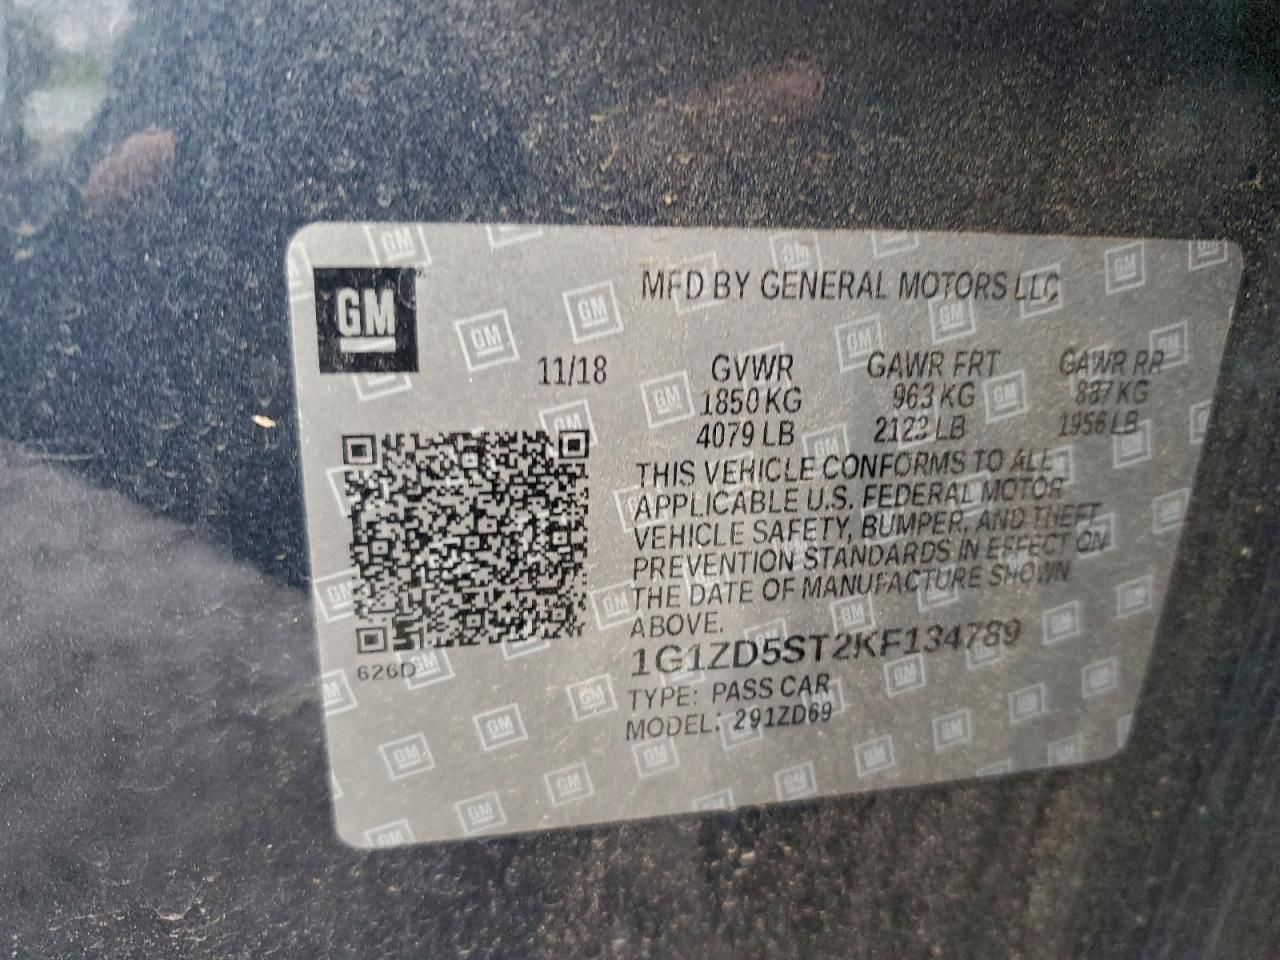 GM
MFD BY GENERAL MOTORS LLC
11/18 GVWR GAWR FRT GAWR RR
1850 KG 963 KG 887 KG
4079 LB 2123 LB 1956 LB
THIS VEHICLE CONFORMS TO ALL
APPLICABLE U.S. FEDERAL MOTOR
VEHICLE SAFETY, BUMPER, AND THEFT
PREVENTION STANDARDS IN EFFECT ON
THE DATE OF MANUFACTURE SHOWN
ABOVE.
1G1ZD5ST2KF134789
626D
TYPE: PASS CAR
MODEL: 291ZD69